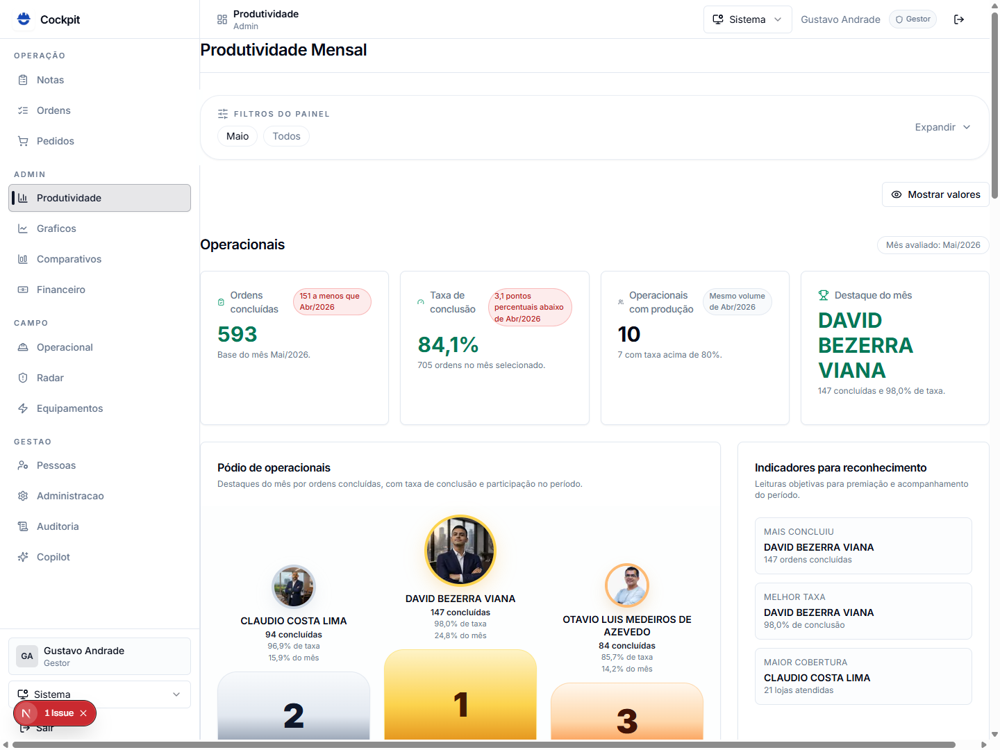 Cockpit
OPERAÇÃO
Notas
Ordens
Pedidos
ADMIN
Produtividade
Graficos
Comparativos
Financeiro
CAMPO
Operacional
Radar
Equipamentos
GESTAO
Pessoas
Administracao
Auditoria
Copilot
GA
Gustavo Andrade
Gestor
Sistema
N
1 Issue
Sair
Produtividade
Admin
Sistema
Gustavo Andrade
Gestor
Produtividade Mensal
FILTROS DO PAINEL
Maio
Todos
Expandir
Mostrar valores
Operacionais
Mês avaliado: Mai/2026
Ordens
concluídas
151 a menos que
Abr/2026
593
Base do mês Mai/2026.
Taxa de
conclusão
3,1 pontos
percentuais abaixo
de Abr/2026
84,1%
705 ordens no mês selecionado.
Operacionais
com produção
Mesmo volume
de Abr/2026
10
7 com taxa acima de 80%.
Destaque do mês
DAVID
BEZERRA
VIANA
147 concluídas e 98,0% de taxa.
Pódio de operacionais
Destaques do mês por ordens concluídas, com taxa de conclusão e participação no período.
CLAUDIO COSTA LIMA
94 concluídas
96,9% de taxa
15,9% do mês
2
DAVID BEZERRA VIANA
147 concluídas
98,0% de taxa
24,8% do mês
1
OTAVIO LUIS MEDEIROS DE
AZEVEDO
84 concluídas
85,7% de taxa
14,2% do mês
3
Indicadores para reconhecimento
Leituras objetivas para premiação e acompanhamento
do período.
MAIS CONCLUIU
DAVID BEZERRA VIANA
147 ordens concluídas
MELHOR TAXA
DAVID BEZERRA VIANA
98,0% de conclusão
MAIOR COBERTURA
CLAUDIO COSTA LIMA
21 lojas atendidas